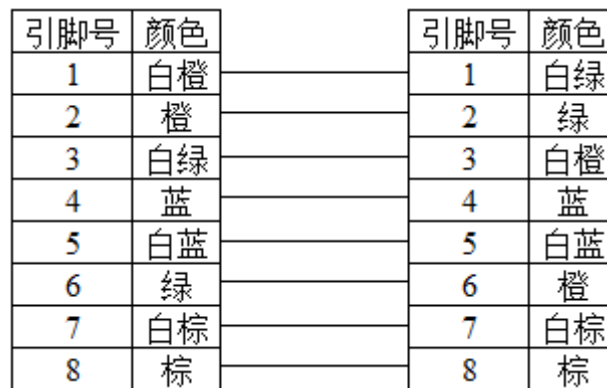 引脚号 颜色 引脚号 颜色
1 白橙 1 白绿
2 橙 2 绿
3 白绿 3 白橙
4 蓝 4 蓝
5 白蓝 5 白蓝
6 绿 6 橙
7 白棕 7 白棕
8 棕 8 棕